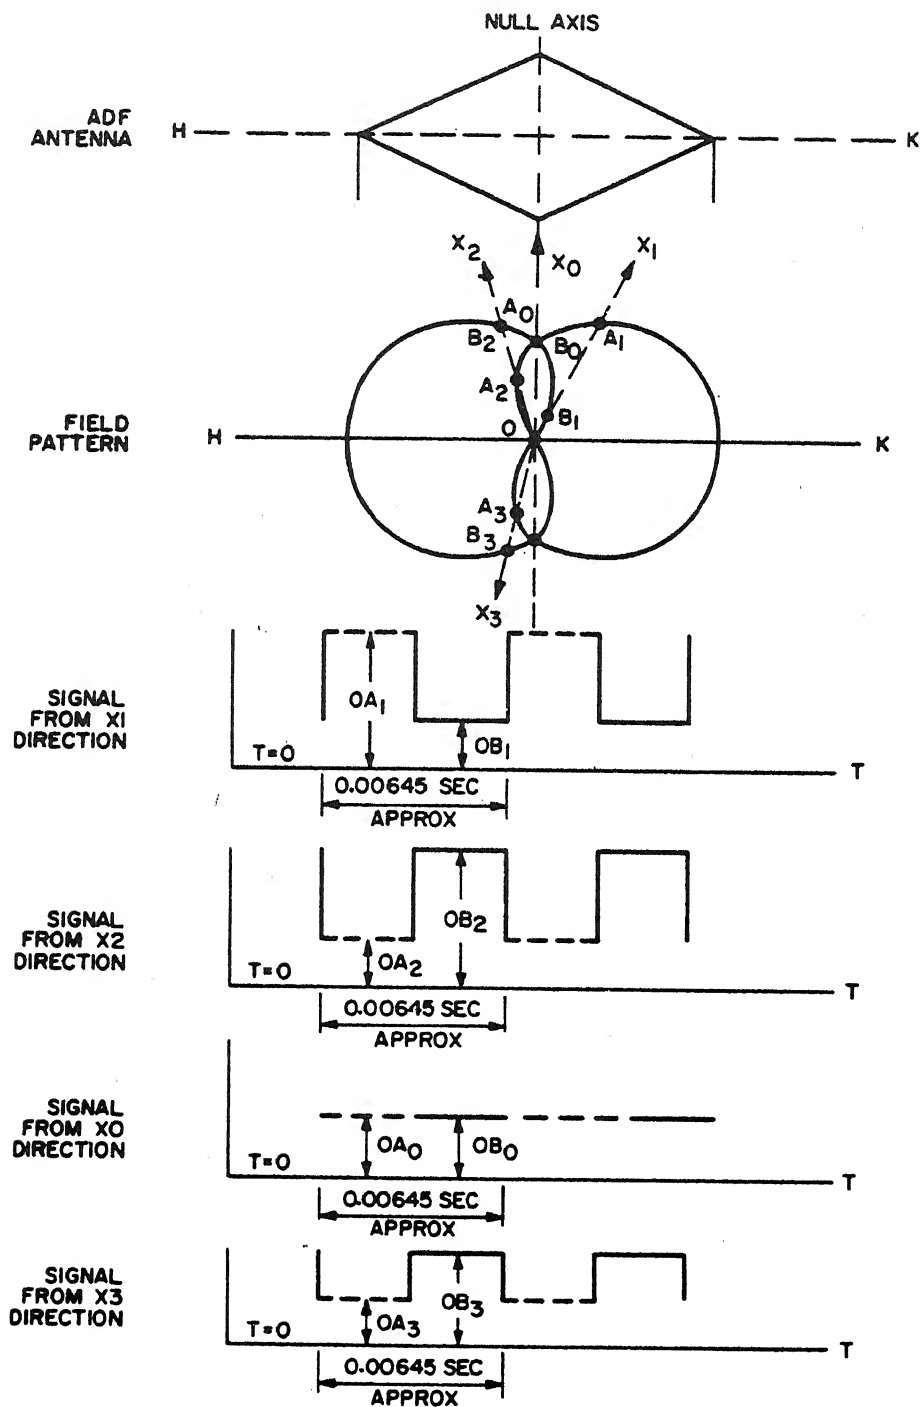 NULL AXIS
ADF
ANTENNA
H
K
X2
X0
X1
A0
B2
B0
A1
A2
B1
FIELD
PATTERN
H
O
K
A3
B3
X3
SIGNAL
FROM X1
DIRECTION
OA1
OB1
T=0
T
0.00645 SEC
APPROX
SIGNAL
FROM X2
DIRECTION
OB2
OA2
T=0
T
0.00645 SEC
APPROX
SIGNAL
FROM X0
DIRECTION
OA0
OB0
T=0
T
0.00645 SEC
APPROX
SIGNAL
FROM X3
DIRECTION
OB3
OA3
T=0
T
0.00645 SEC
APPROX